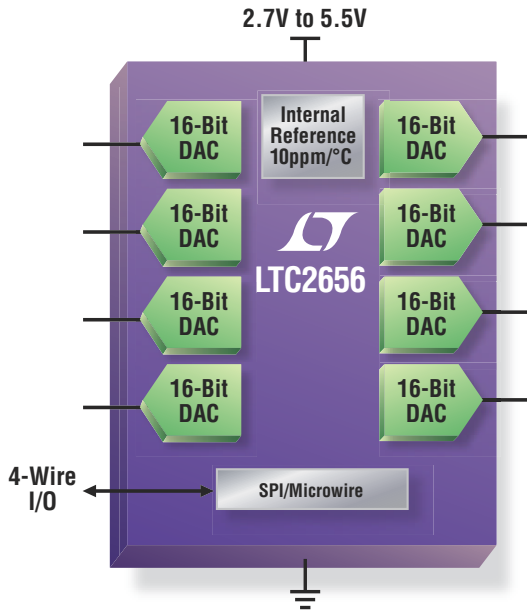 2.7V to 5.5V
16-Bit
DAC
Internal
Reference
10ppm/°C
16-Bit
DAC
16-Bit
DAC
16-Bit
DAC
LTC2656
16-Bit
DAC
16-Bit
DAC
16-Bit
DAC
16-Bit
DAC
4-Wire
I/O
SPI/Microwire